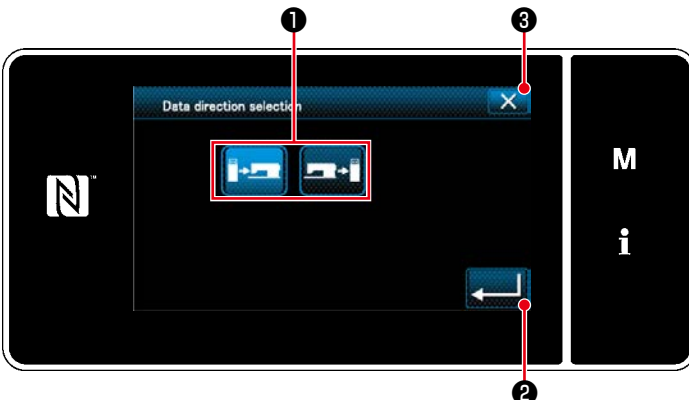 ❶ ❸
Data direction selection
M
i
❷